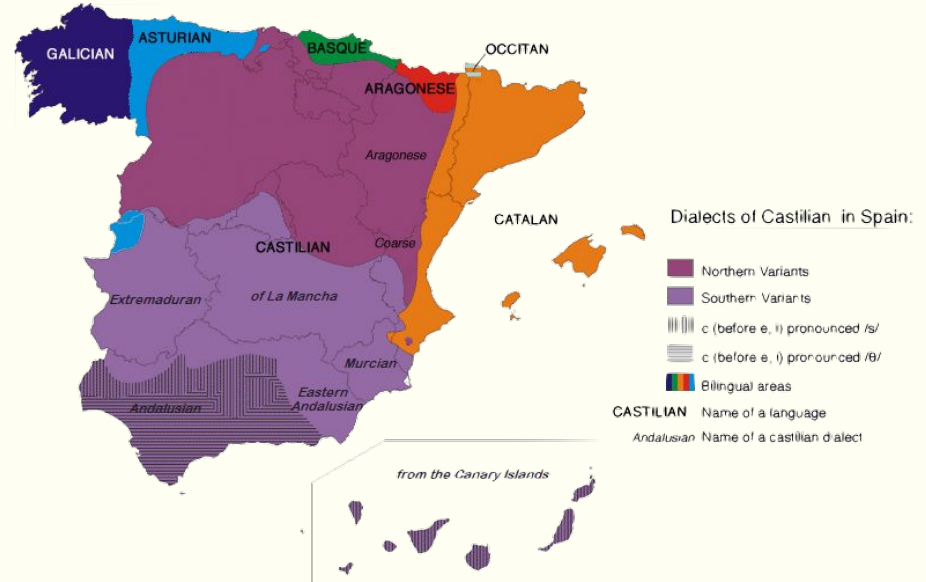 GALICIAN
ASTURIAN
BASQUE
OCCITAN
ARAGONESE
Aragonese
CATALAN
CASTILIAN
Coarse
Extremaduran
of La Mancha
Murcian
Eastern
Andalusian
Andalusian
from the Canary Islands
Dialects of Castilian in Spain:
Northern Variants
Southern Variants
c (before e, i) pronounced /s/
c (before e, i) pronounced /θ/
Bilingual areas
CASTILIAN Name of a language
Andalusian Name of a castilian dialect